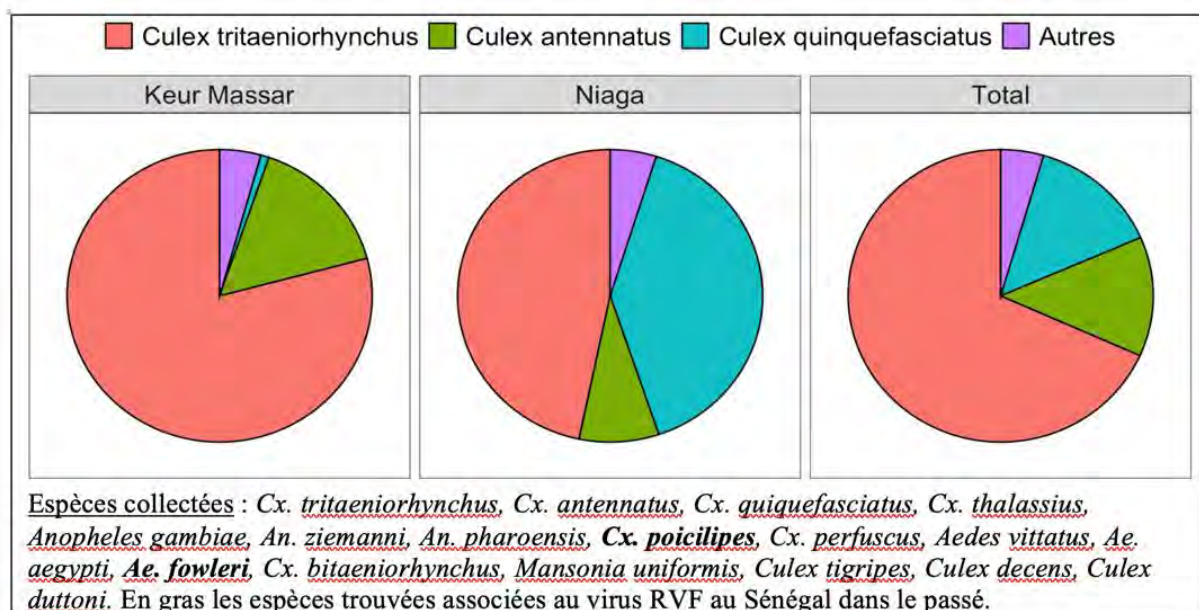 Culex tritaeniorhynchus Culex antennatus Culex quinquefasciatus Autres
Keur Massar Niaga Total
Espèces collectées : Cx. tritaeniorhynchus, Cx. antennatus, Cx. quiquefasciatus, Cx. thalassius,
Anopheles gambiae, An. ziemanni, An. pharoensis, Cx. poicilipes, Cx. perfuscus, Aedes vittatus, Ae.
aegypti, Ae. fowleri, Cx. bitaeniorhynchus, Mansonia uniformis, Culex tigripes, Culex decens, Culex
duttoni. En gras les espèces trouvées associées au virus RVF au Sénégal dans le passé.